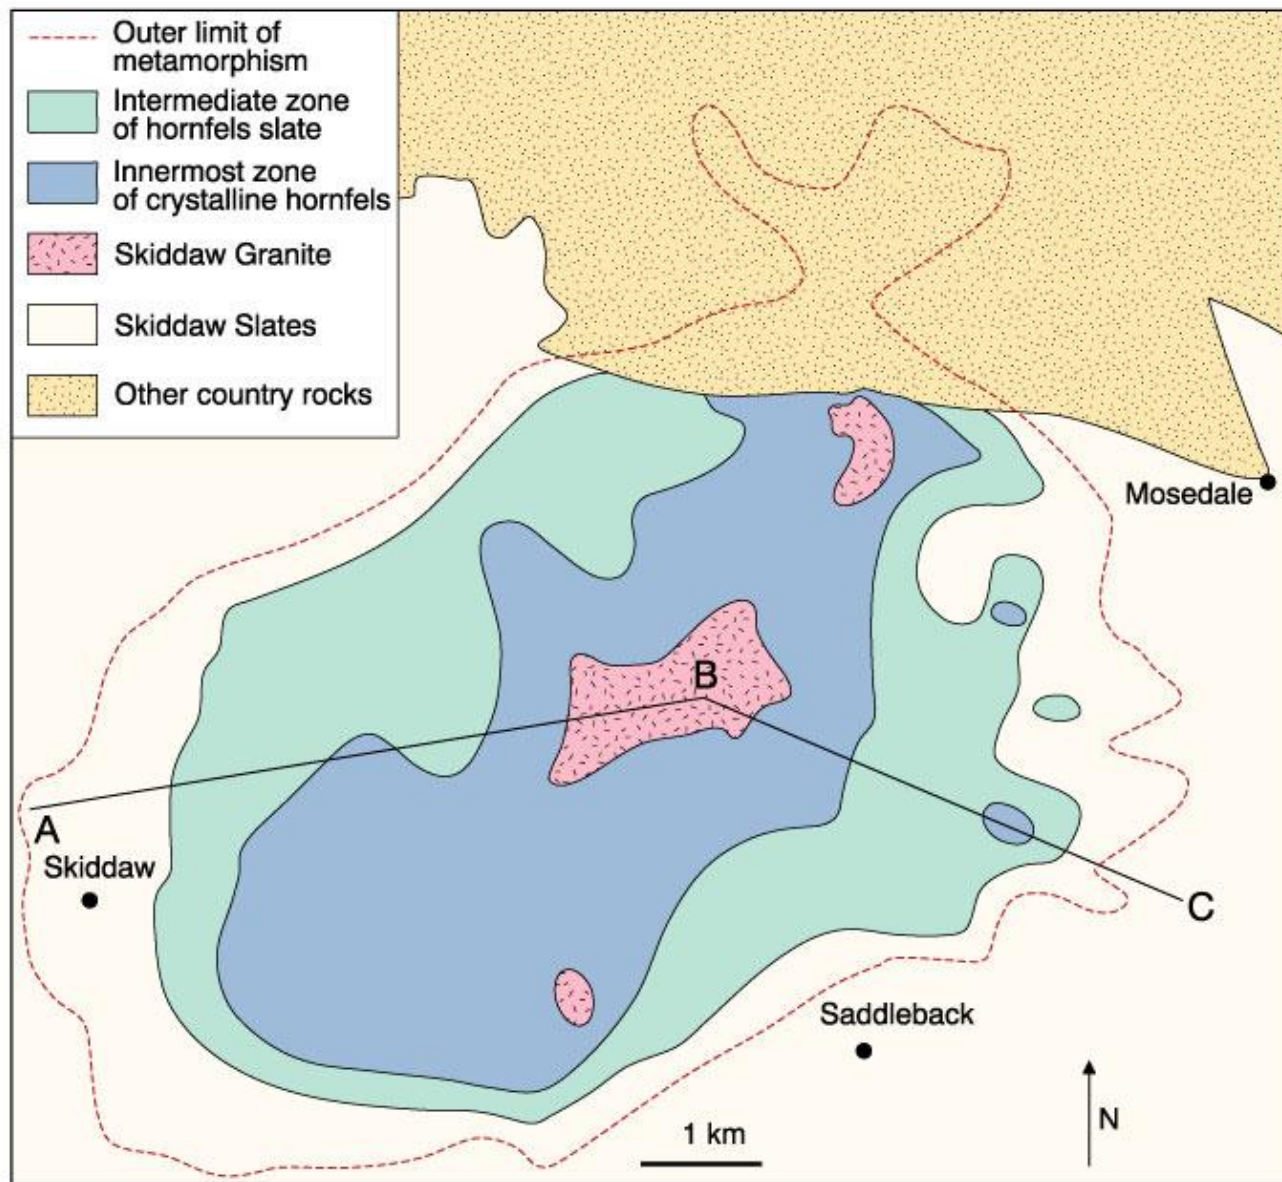 Outer limit of
metamorphism
Intermediate zone
of hornfels slate
Innermost zone
of crystalline hornfels
Skiddaw Granite
Skiddaw Slates
Other country rocks
Mosedale
B
A
Skiddaw
C
Saddleback
1 km
N